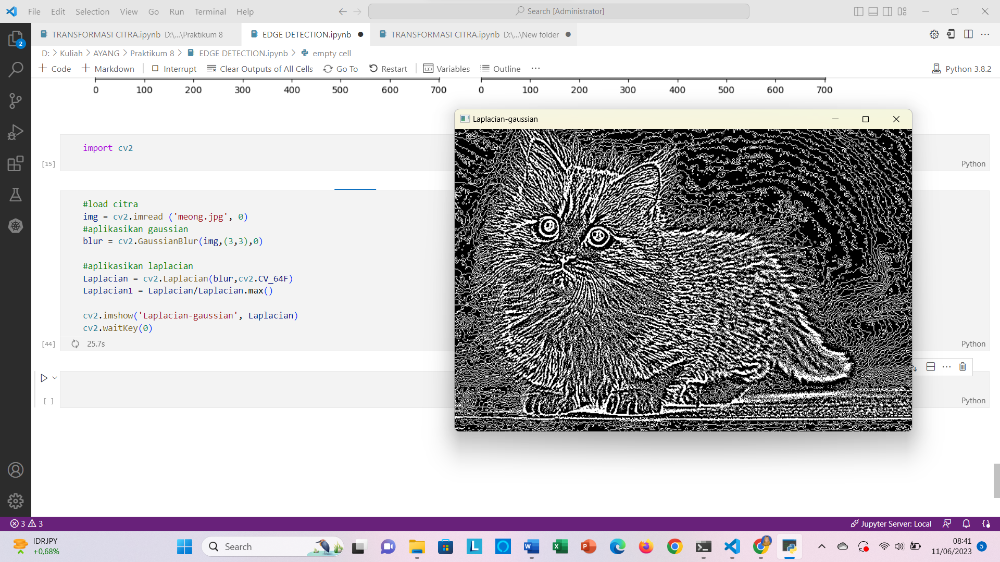 File Edit Selection View Go Run Terminal Help Search [Administrator]
TRANSFORMASI CITRA.ipynb D:\...\Praktikum 8 EDGE DETECTION.ipynb TRANSFORMASI CITRA.ipynb D:\...\New folder
D: > Kuliah > AYANG > Praktikum 8 > EDGE DETECTION.ipynb > empty cell
+ Code + Markdown Interrupt Clear Outputs of All Cells Go To Restart Variables Outline ... Python 3.8.2
0 100 200 300 400 500 600 700 0 100 200 300 400 500 600 700
Laplacian-gaussian
import cv2
[15] Python
#load citra
img = cv2.imread ('meong.jpg', 0)
#aplikasikan gaussian
blur = cv2.GaussianBlur(img,(3,3),0)
#aplikasikan laplacian
Laplacian = cv2.Laplacian(blur,cv2.CV_64F)
Laplacian1 = Laplacian/Laplacian.max()
cv2.imshow('Laplacian-gaussian', Laplacian)
cv2.waitKey(0)
[44] 25.7s Python
[ ] Python
2
3 3 Jupyter Server: Local
IDRJPY
+0,68%
Search
08:41
11/06/2023 5